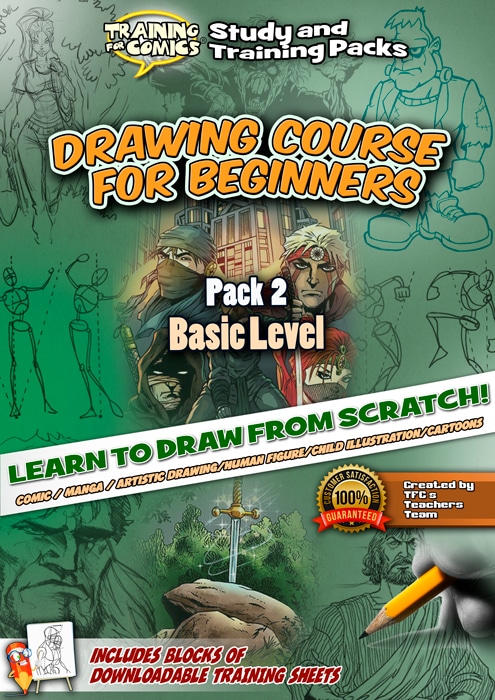 TRAINING
FOR COMICS
Study and
Training Packs
DRAWING COURSE
FOR BEGINNERS
Pack 2
Basic Level
LEARN TO DRAW FROM SCRATCH!
COMIC / MANGA / ARTISTIC DRAWING/HUMAN FIGURE/CHILD ILLUSTRATION/CARTOONS
CUSTOMER SATISFACTION
100%
GUARANTEED
Created by
TFC's
Teachers
Team
INCLUDES BLOCKS OF
DOWNLOADABLE TRAINING SHEETS